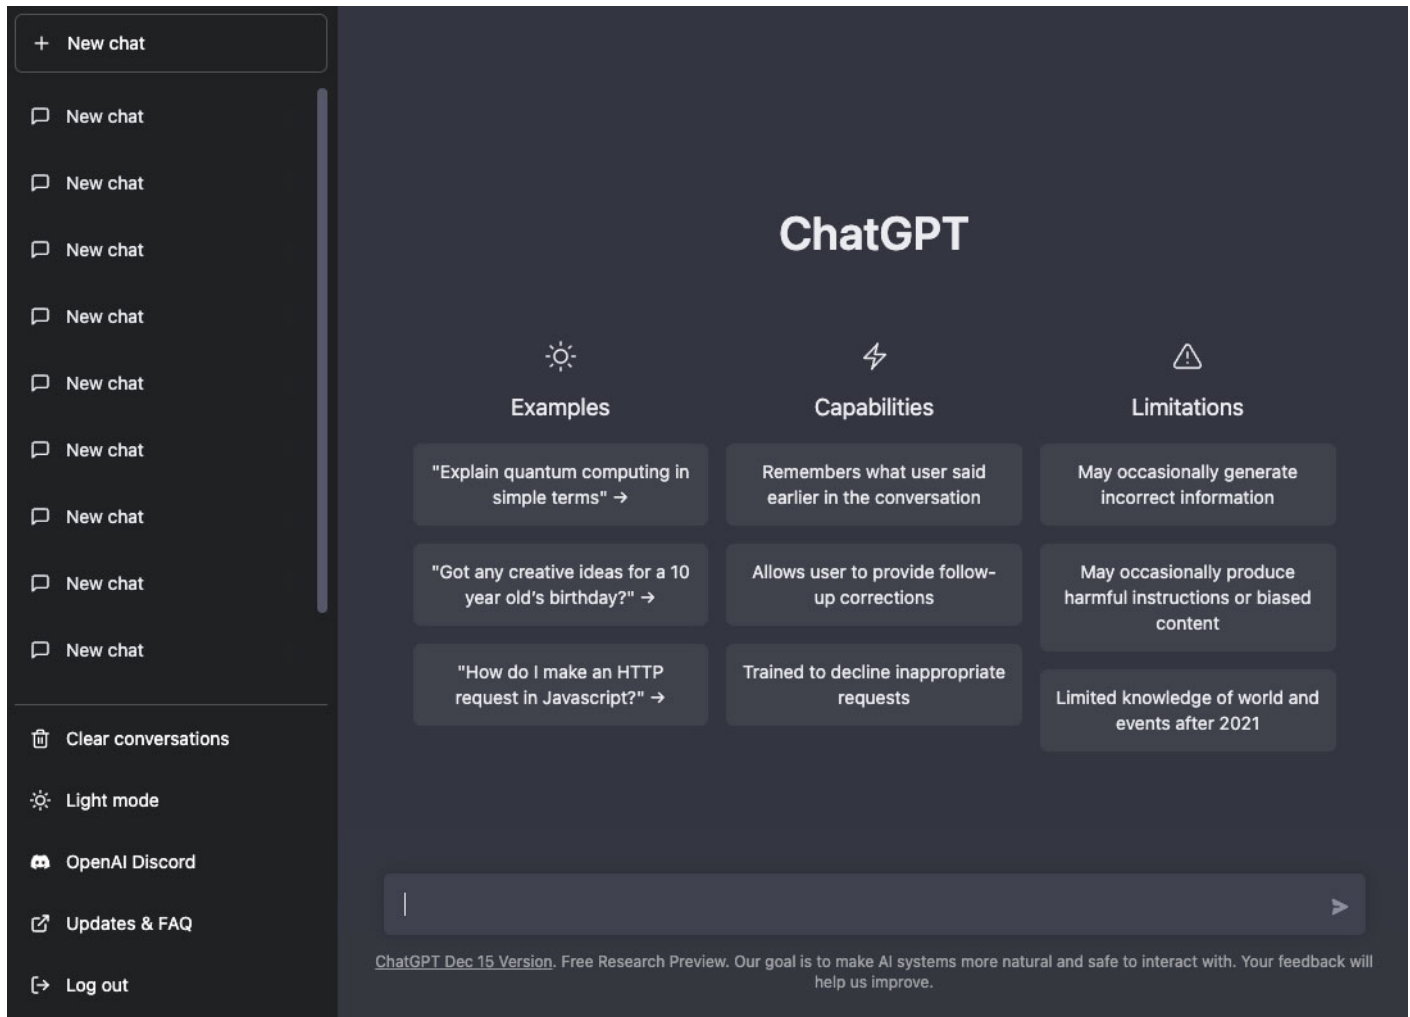 New chat
New chat
New chat
New chat
New chat
New chat
New chat
New chat
New chat
New chat
Clear conversations
Light mode
OpenAI Discord
Updates & FAQ
Log out
ChatGPT
Examples
"Explain quantum computing in
simple terms" →
"Got any creative ideas for a 10
year old's birthday?" →
"How do I make an HTTP
request in Javascript?" →
Capabilities
Remembers what user said
earlier in the conversation
Allows user to provide follow-
up corrections
Trained to decline inappropriate
requests
Limitations
May occasionally generate
incorrect information
May occasionally produce
harmful instructions or biased
content
Limited knowledge of world and
events after 2021
ChatGPT Dec 15 Version. Free Research Preview. Our goal is to make AI systems more natural and safe to interact with. Your feedback will
help us improve.